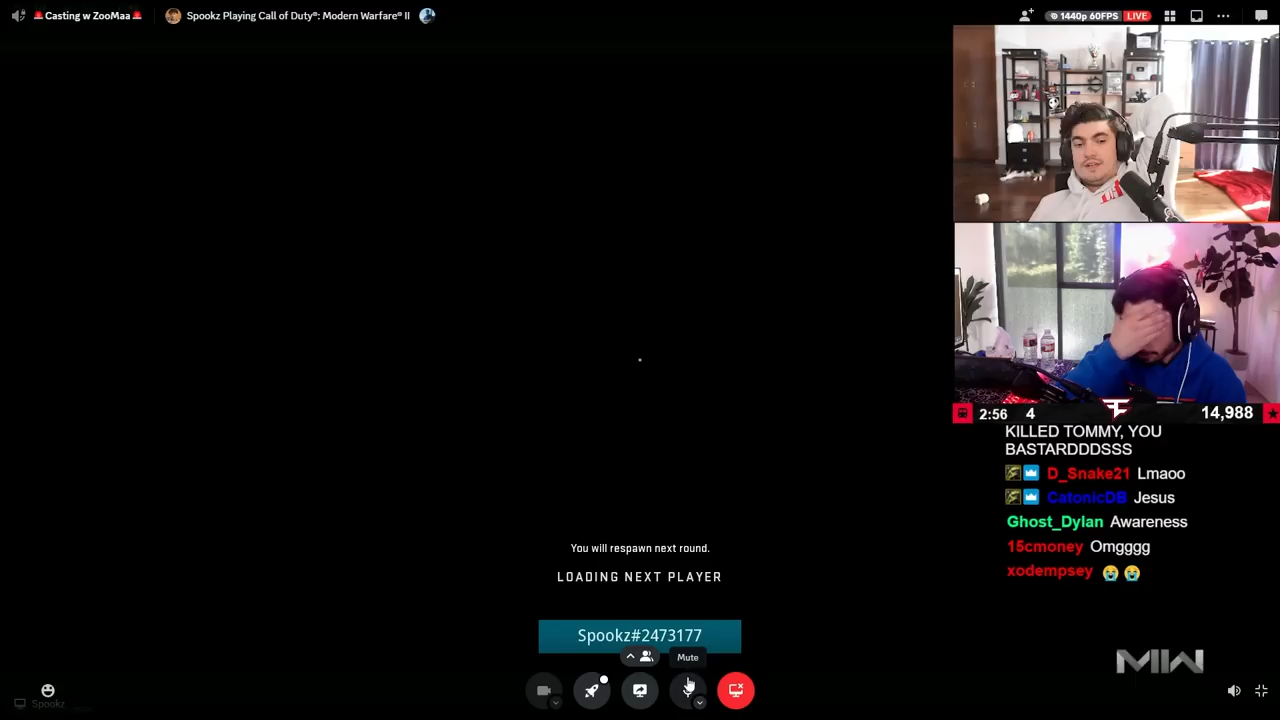 🚨Casting w ZooMaa🚨
Spookz Playing Call of Duty®: Modern Warfare® II
1440p 60FPS LIVE
2:56 4 14,988
KILLED TOMMY, YOU
BASTARDDDSSS
D_Snake21 Lmaoo
CatonicDB Jesus
Ghost_Dylan Awareness
15cmoney Omgggg
xodempsey 😭 😭
You will respawn next round.
LOADING NEXT PLAYER
Spookz#2473177
Mute
MW
Spookz